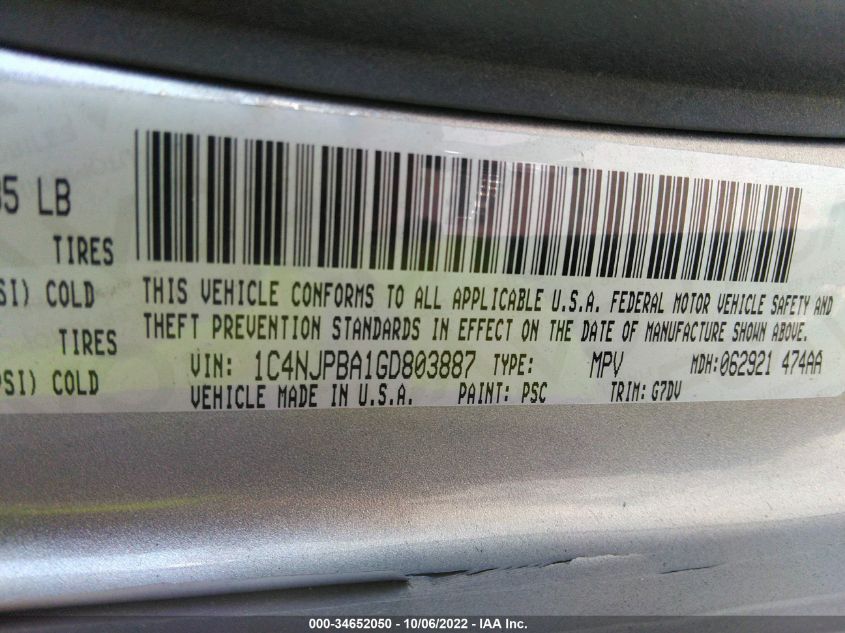 35 LB
TIRES
SI) COLD
TIRES
PSI) COLD
THIS VEHICLE CONFORMS TO ALL APPLICABLE U.S.A. FEDERAL MOTOR VEHICLE SAFETY AND
THEFT PREVENTION STANDARDS IN EFFECT ON THE DATE OF MANUFACTURE SHOWN ABOVE.
VIN: 1C4NJPBA1GD803887 TYPE: MPV MDH:062921 474AA
VEHICLE MADE IN U.S.A. PAINT: PSC TRIM: G7DV
000-34652050 - 10/06/2022 - IAA Inc.